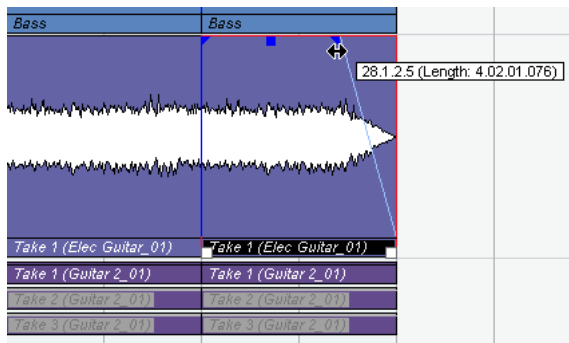 Bass Bass
28.1.2.5 (Length: 4.02.01.076)
Take 1 (Elec Guitar_01) Take 1 (Elec Guitar_01)
Take 1 (Guitar 2_01) Take 1 (Guitar 2_01)
Take 2 (Guitar 2_01) Take 2 (Guitar 2_01)
Take 3 (Guitar 2_01) Take 3 (Guitar 2_01)